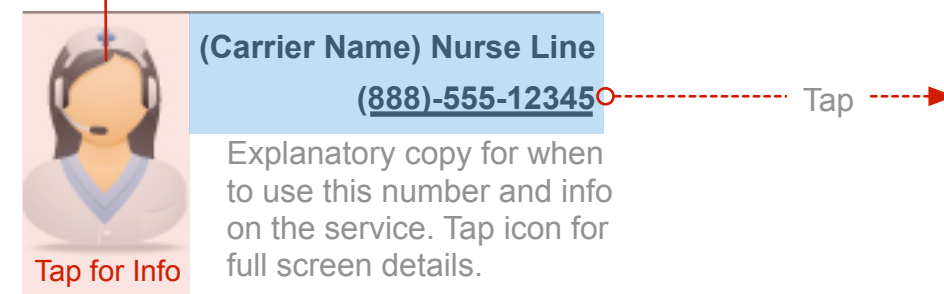 (Carrier Name) Nurse Line
(888)-555-12345
Tap
Explanatory copy for when
to use this number and info
on the service. Tap icon for
full screen details.
Tap for Info